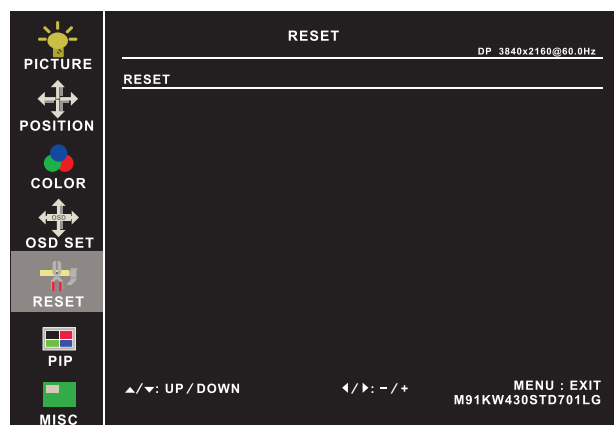 RESET
DP 3840x2160@60.0Hz
PICTURE
RESET
POSITION
COLOR
OSD
OSD SET
RESET
PIP
MISC
▲/▼: UP / DOWN
◀/▶: - / +
MENU : EXIT
M91KW430STD701LG